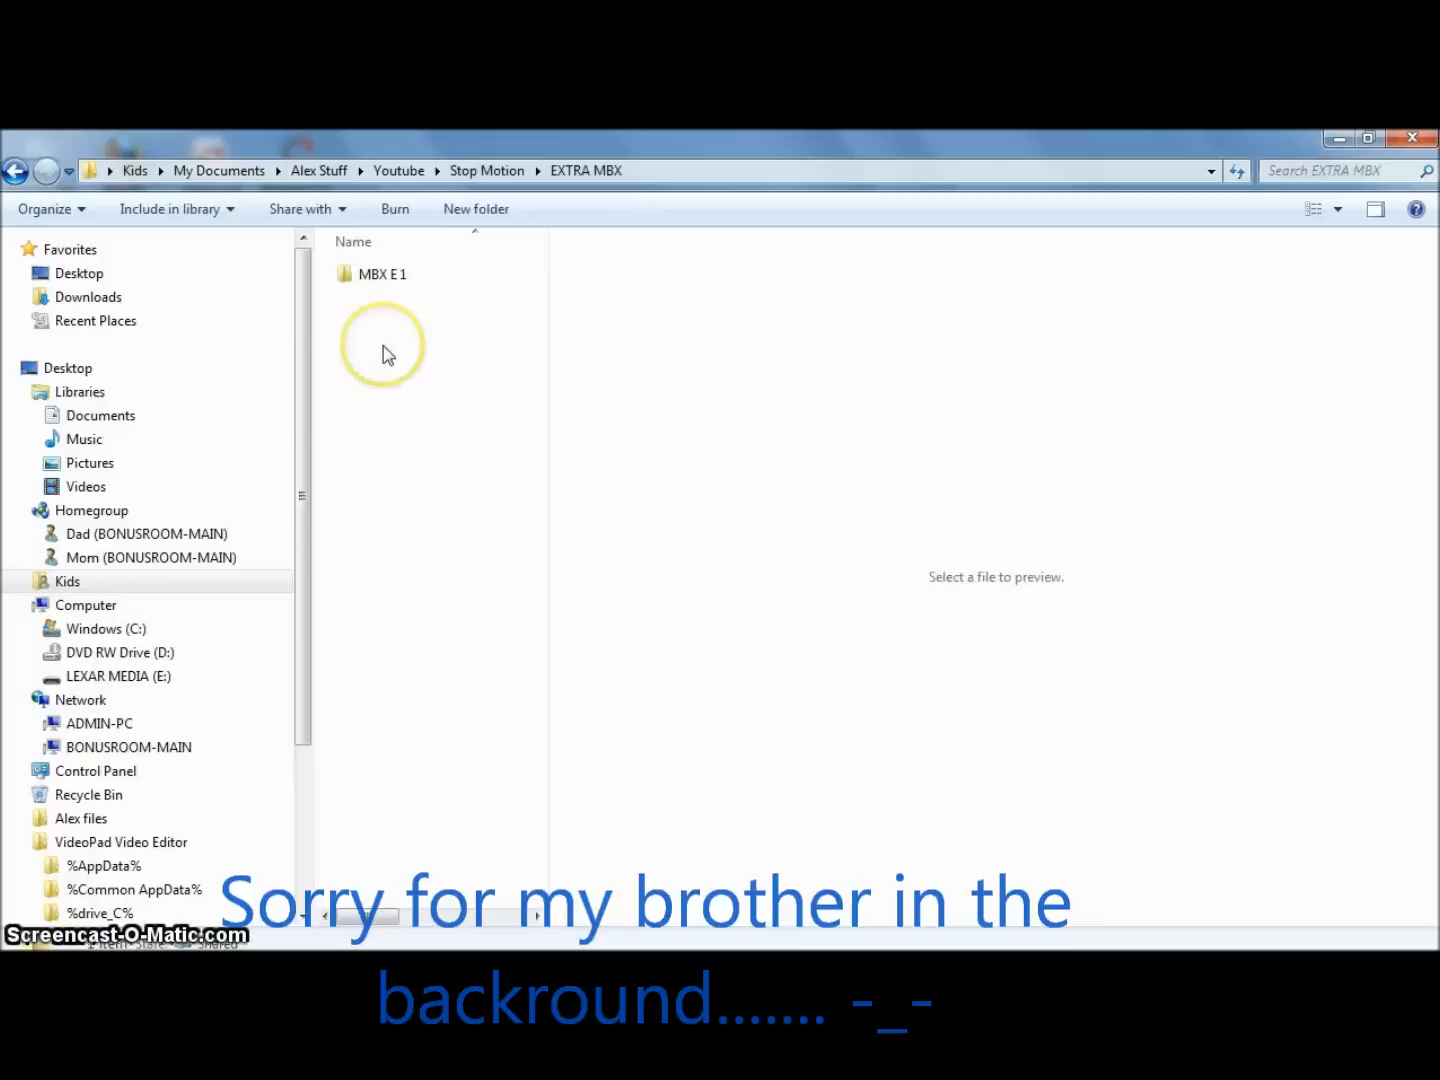 Kids ▸ My Documents ▸ Alex Stuff ▸ Youtube ▸ Stop Motion ▸ EXTRA MBX
Search EXTRA MBX
Organize
Include in library
Share with
Burn
New folder
Favorites
Desktop
Downloads
Recent Places
Desktop
Libraries
Documents
Music
Pictures
Videos
Homegroup
Dad (BONUSROOM-MAIN)
Mom (BONUSROOM-MAIN)
Kids
Computer
Windows (C:)
DVD RW Drive (D:)
LEXAR MEDIA (E:)
Network
ADMIN-PC
BONUSROOM-MAIN
Control Panel
Recycle Bin
Alex files
VideoPad Video Editor
%AppData%
%Common AppData%
%drive_C%
Name
MBX E 1
Select a file to preview.
Screencast-O-Matic.com
Shared
Sorry for my brother in the
backround....... -_-